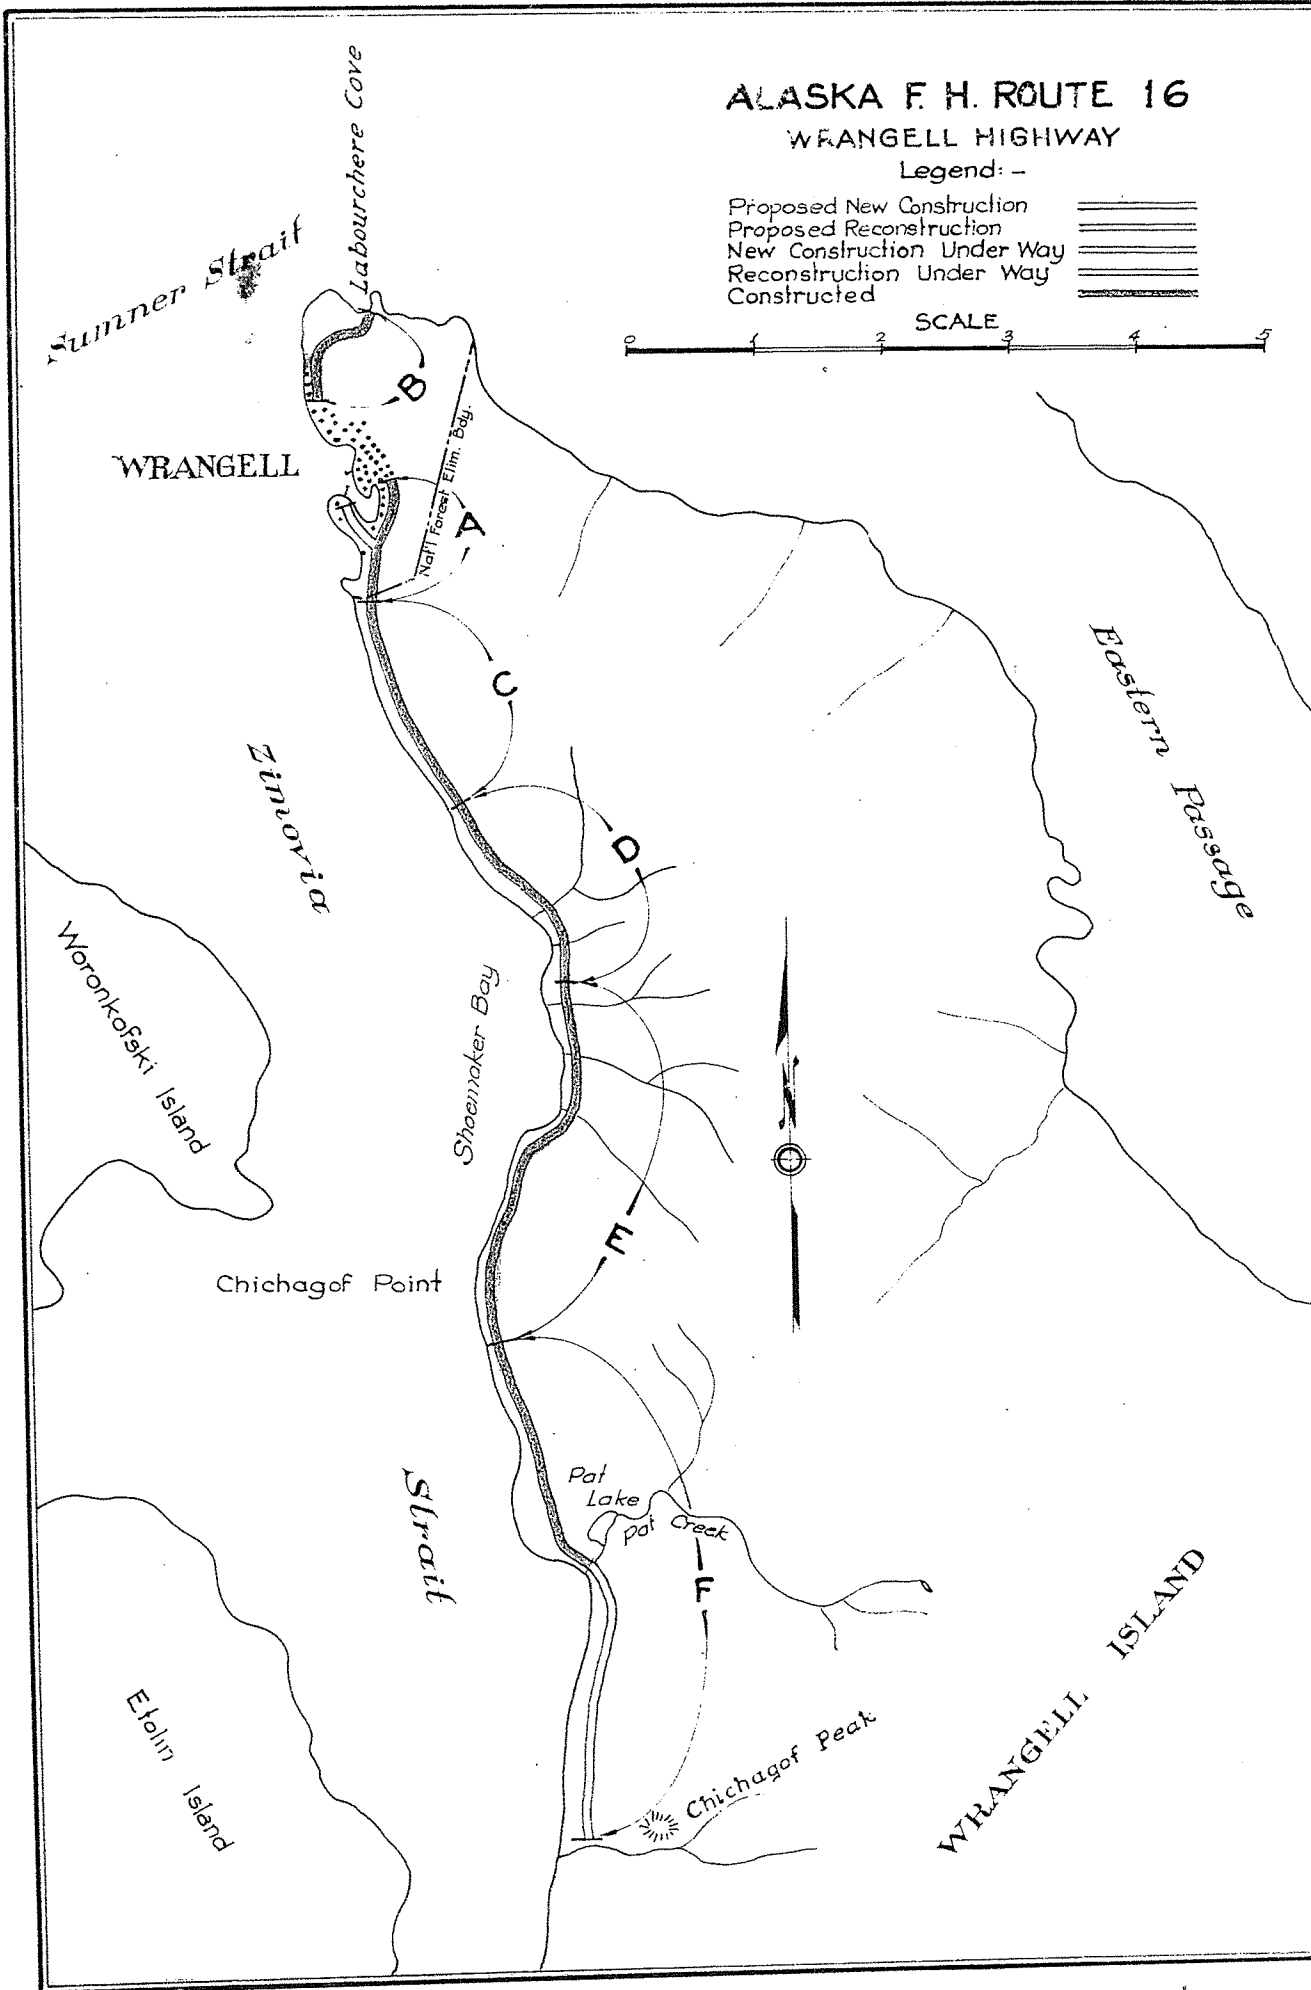 ALASKA F. H. ROUTE 16
WRANGELL HIGHWAY
Legend: -
Proposed New Construction
Proposed Reconstruction
New Construction Under Way
Reconstruction Under Way
Constructed
SCALE
0 1 2 3 4 5
Labourchere Cove
Sumner Strait
B
WRANGELL
Nat'l Forest Elim. Bdy.
A
C
Eastern Passage
Zimovia
D
Woronkofski Island
Shoemaker Bay
N
E
Chichagof Point
Strait
Pat
Lake
Pat Creek
F
Etolin Island
Chichagof Peak
WRANGELL ISLAND